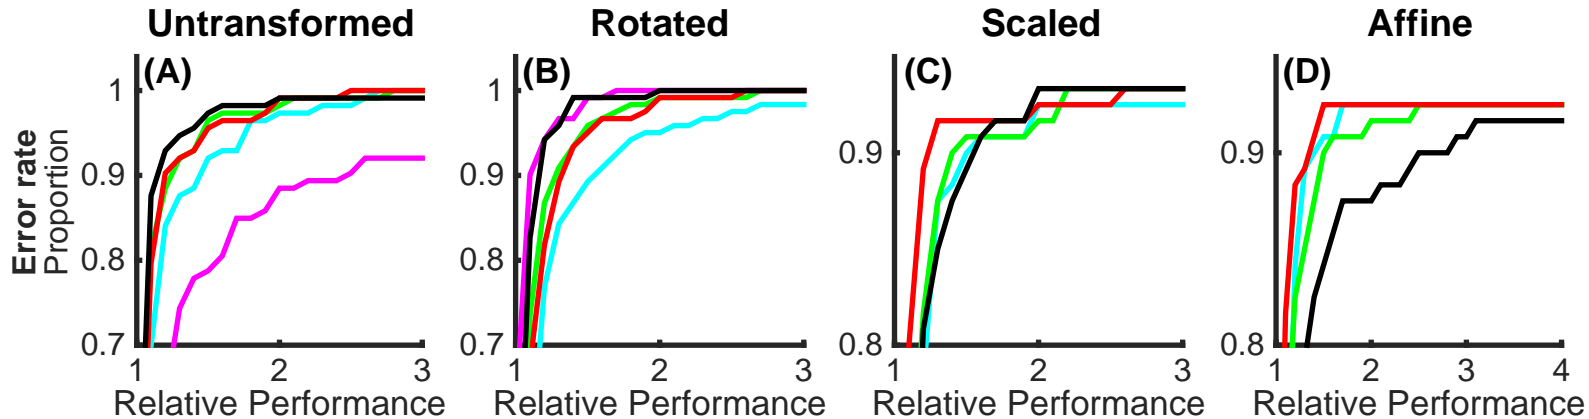 Untransformed
Rotated
Scaled
Affine
(A)
(B)
(C)
(D)
Error rate
Proportion
1
0.9
0.8
0.7
1
2
3
1
0.9
0.8
0.7
1
2
3
0.9
0.8
1
2
3
0.9
0.8
1
2
3
4
Relative Performance
Relative Performance
Relative Performance
Relative Performance